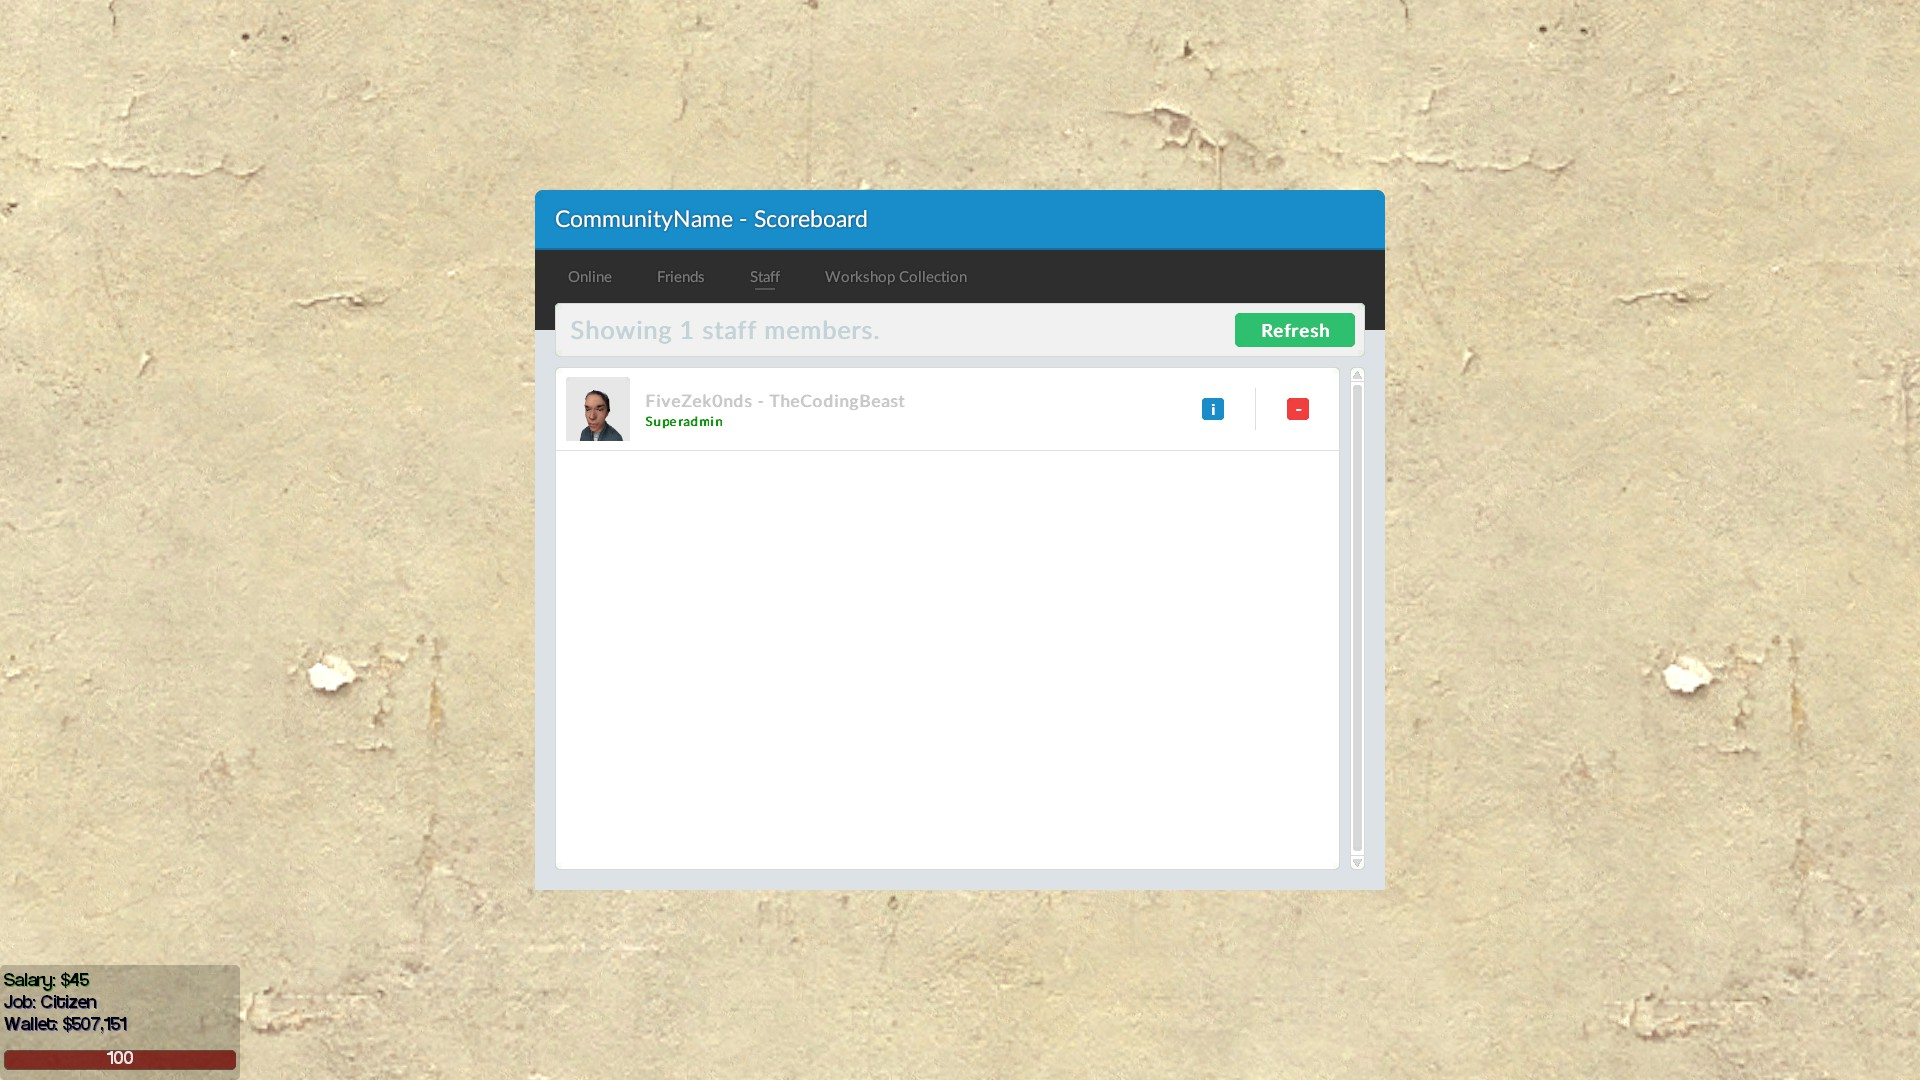 CommunityName - Scoreboard
Online Friends Staff Workshop Collection
Showing 1 staff members.
Refresh
FiveZek0nds - TheCodingBeast
Superadmin
i
-
Salary: $45
Job: Citizen
Wallet: $507,151
100